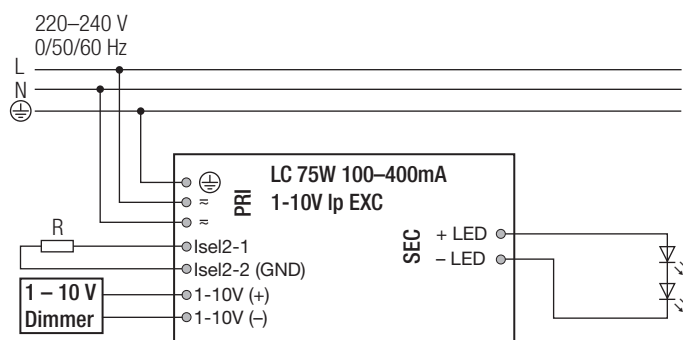 220–240 V
0/50/60 Hz
L
N
LC 75W 100–400mA
1-10V lp EXC
PRI
≈
≈
R
Isel2-1
Isel2-2 (GND)
1 – 10 V
Dimmer
1-10V (+)
1-10V (–)
SEC
+ LED
– LED